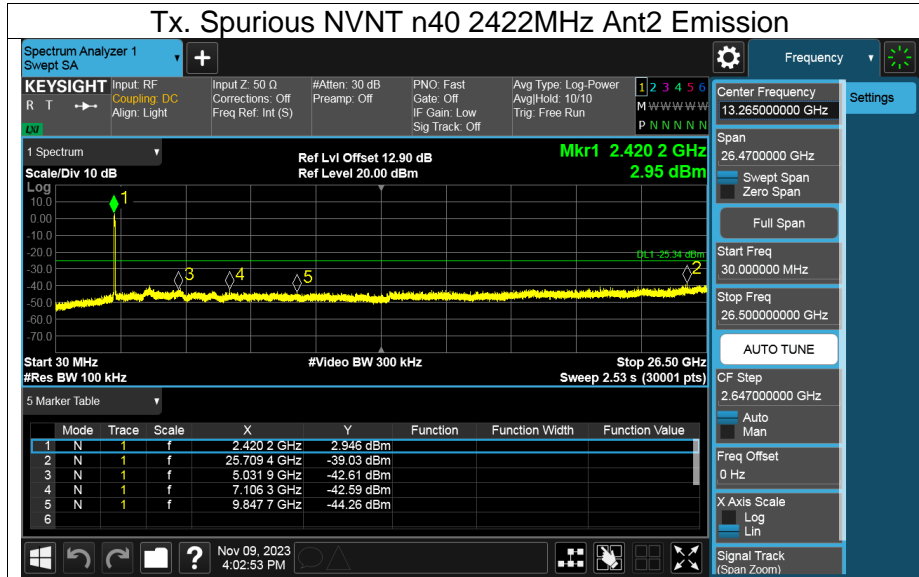 Tx. Spurious NVNT n40 2422MHz Ant2 Emission
Spectrum Analyzer 1
Swept SA
+
Frequency
KEYSIGHT
R T
LXI
Input: RF
Coupling: DC
Align: Light
Input Z: 50 Ω
Corrections: Off
Freq Ref: Int (S)
#Atten: 30 dB
Preamp: Off
PNO: Fast
Gate: Off
IF Gain: Low
Sig Track: Off
Avg Type: Log-Power
Avg|Hold: 10/10
Trig: Free Run
1 2 3 4 5 6
M W W W W W
P N N N N N
Center Frequency
13.265000000 GHz
Settings
Span
26.4700000 GHz
Swept Span
Zero Span
Full Span
Start Freq
30.000000 MHz
Stop Freq
26.500000000 GHz
AUTO TUNE
CF Step
2.647000000 GHz
Auto
Man
Freq Offset
0 Hz
X Axis Scale
Log
Lin
Signal Track
(Span Zoom)
1 Spectrum
Scale/Div 10 dB
Ref Lvl Offset 12.90 dB
Ref Level 20.00 dBm
Mkr1 2.420 2 GHz
2.95 dBm
Log
10.0
0.00
-10.0
-20.0
-30.0
-40.0
-50.0
-60.0
-70.0
1
DL1 -25.34 dBm
2
3
4
5
Start 30 MHz
#Video BW 300 kHz
Stop 26.50 GHz
#Res BW 100 kHz
Sweep 2.53 s (30001 pts)
5 Marker Table
Mode Trace Scale X Y Function Function Width Function Value
1 N 1 f 2.420 2 GHz 2.946 dBm
2 N 1 f 25.709 4 GHz -39.03 dBm
3 N 1 f 5.031 9 GHz -42.61 dBm
4 N 1 f 7.106 3 GHz -42.59 dBm
5 N 1 f 9.847 7 GHz -44.26 dBm
6
?
Nov 09, 2023
4:02:53 PM